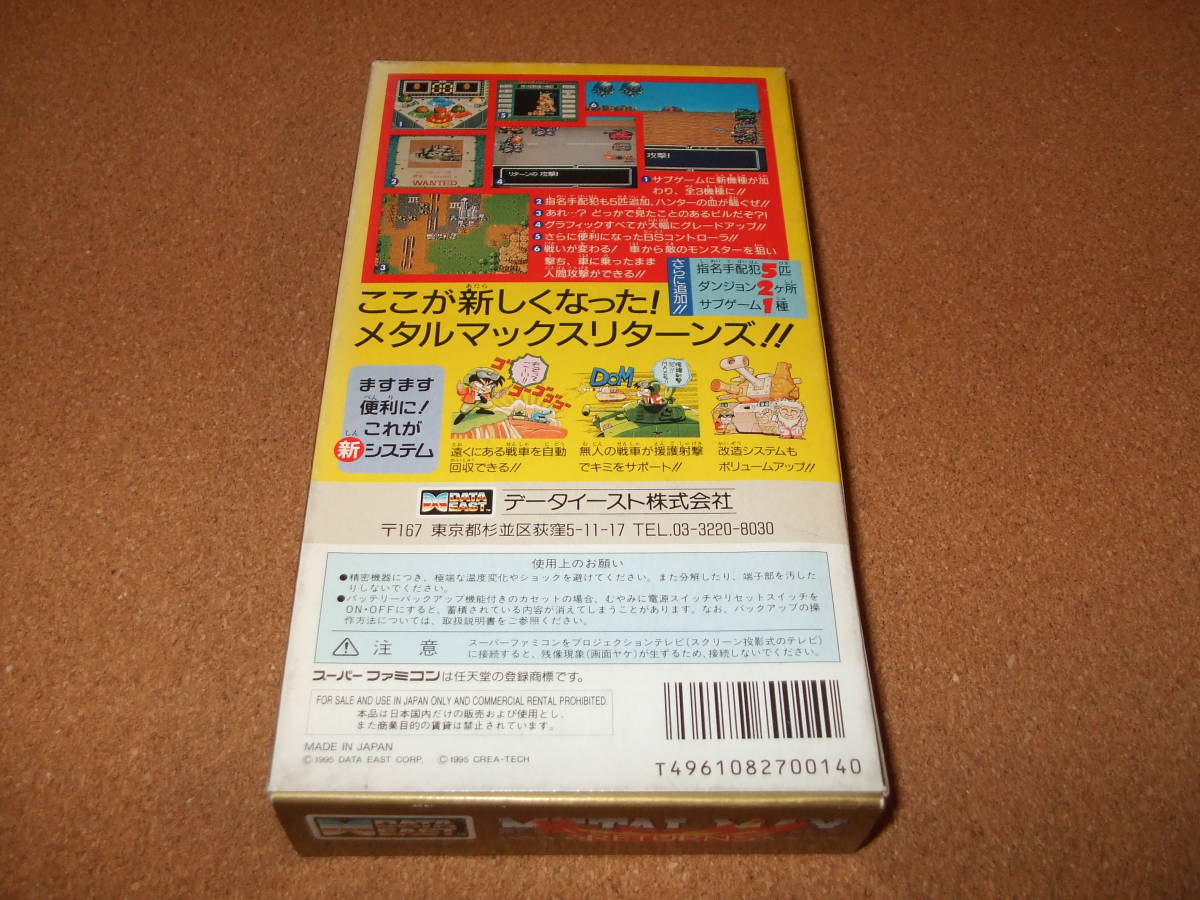 1
5
6
2
WANTED
4
リターンの 攻撃!
攻撃!
3
1 サブゲームに新機種が加
わり、全3機種に!!
2 指名手配犯も5匹追加、ハンターの血が騒ぐぜ!!
3 あれ…? どっかで見たことのあるビルだぞ?!
4 グラフィックすべてが大幅にグレードアップ!!
5 さらに便利になったBSコントローラ!!
6 戦いが変わる! 車から敵のモンスターを狙い
撃ち、車に乗ったまま
人間攻撃ができる!!
さらに追加!!
指名手配犯5匹
ダンジョン2ヶ所
サブゲーム1種
ここが新しくなった!
メタルマックスリターンズ!!
ますます
便利に!
これが
新システム
ゴーゴゴゴー
DOM
遠くにある戦車を自動
回収できる!!
無人の戦車が援護射撃
でキミをサポート!!
改造システムも
ボリュームアップ!!
DATA EAST データイースト株式会社
〒167 東京都杉並区荻窪5-11-17 TEL.03-3220-8030
使用上のお願い
●精密機器につき、極端な温度変化やショックを避けてください。また分解したり、端子部を汚した
りしないでください。
●バッテリーバックアップ機能付きのカセットの場合、むやみに電源スイッチやリセットスイッチを
ON・OFFにすると、蓄積されている内容が消えてしまうことがあります。なお、バックアップの操
作方法については、取扱説明書をご参照ください。
注意
スーパーファミコンをプロジェクションテレビ(スクリーン投影式のテレビ)
に接続すると、残像現象(画面ヤケ)が生ずるため、接続しないでください。
スーパーファミコンは任天堂の登録商標です。
FOR SALE AND USE IN JAPAN ONLY AND COMMERCIAL RENTAL PROHIBITED.
本品は日本国内だけの販売および使用とし、
また商業目的の賃貸は禁止されています。
MADE IN JAPAN
©1995 DATA EAST CORP. ©1995 CREA-TECH
T4961082700140
DATA EAST
METAL MAX
RETURNS